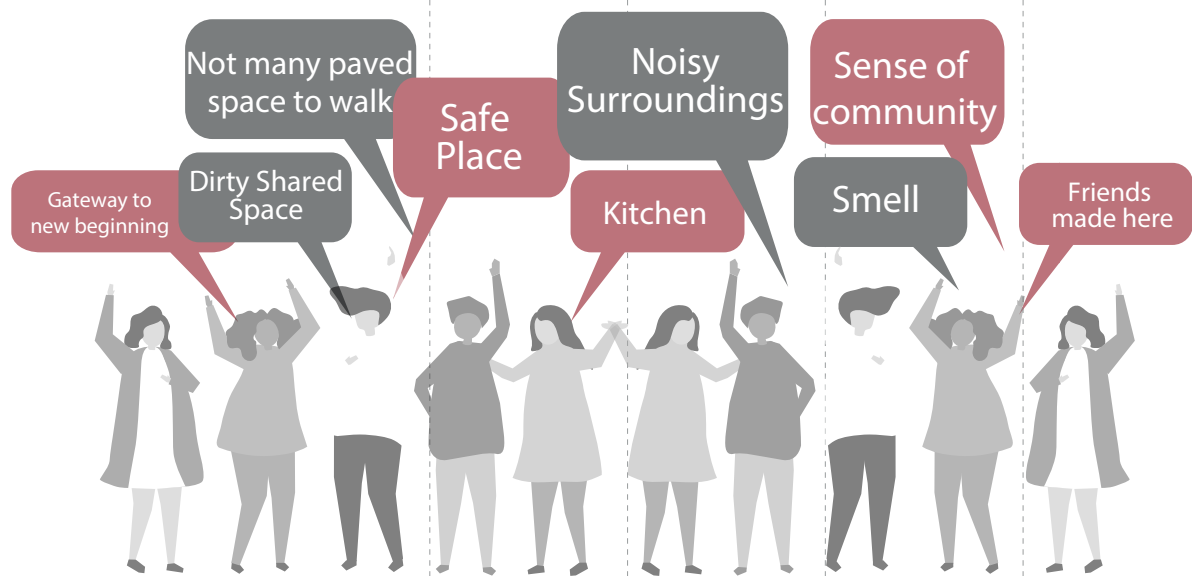 Not many paved
space to walk
Safe
Place
Noisy
Surroundings
Sense of
community
Gateway to
new beginning
Dirty Shared
Space
Kitchen
Smell
Friends
made here